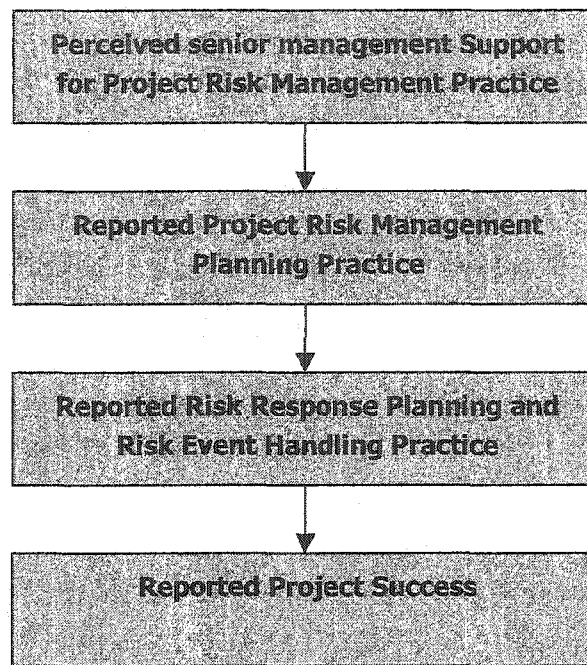 Perceived senior management Support
for Project Risk Management Practice
Reported Project Risk Management
Planning Practice
Reported Risk Response Planning and
Risk Event Handling Practice
Reported Project Success